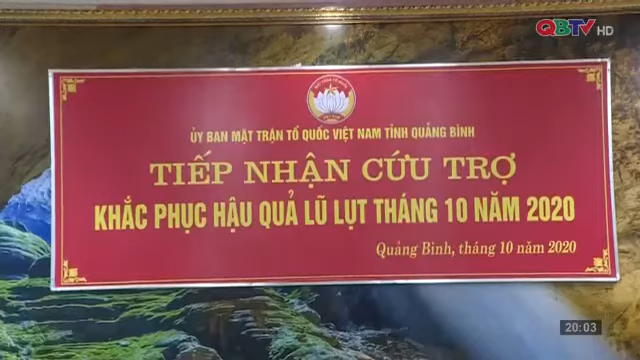 QBTV HD
ỦY BAN MẶT TRẬN TỔ QUỐC VIỆT NAM TỈNH QUẢNG BÌNH
TIẾP NHẬN CỨU TRỢ
KHẮC PHỤC HẬU QUẢ LŨ LỤT THÁNG 10 NĂM 2020
Quảng Bình, tháng 10 năm 2020
20:03